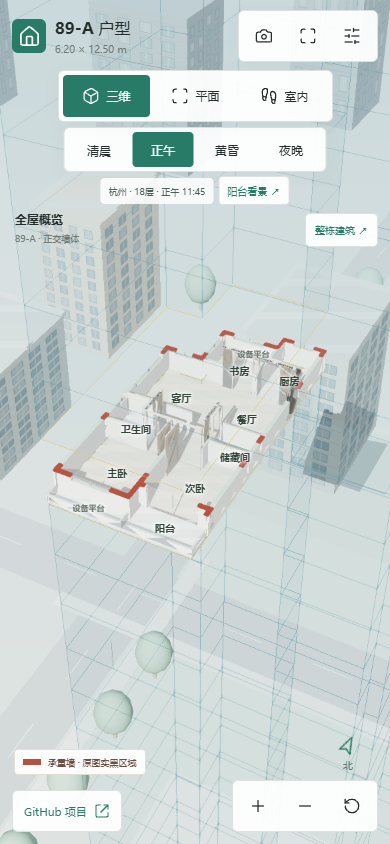 89-A 户型
6.20 × 12.50 m
三维
平面
室内
清晨
正午
黄昏
夜晚
杭州 · 18层 · 正午 11:45
阳台看景 ↗
全屋概览
89-A · 正交墙体
整栋建筑 ↗
设备平台
书房
厨房
客厅
餐厅
卫生间
储藏间
主卧
次卧
设备平台
阳台
承重墙 · 原图实黑区域
北
GitHub 项目